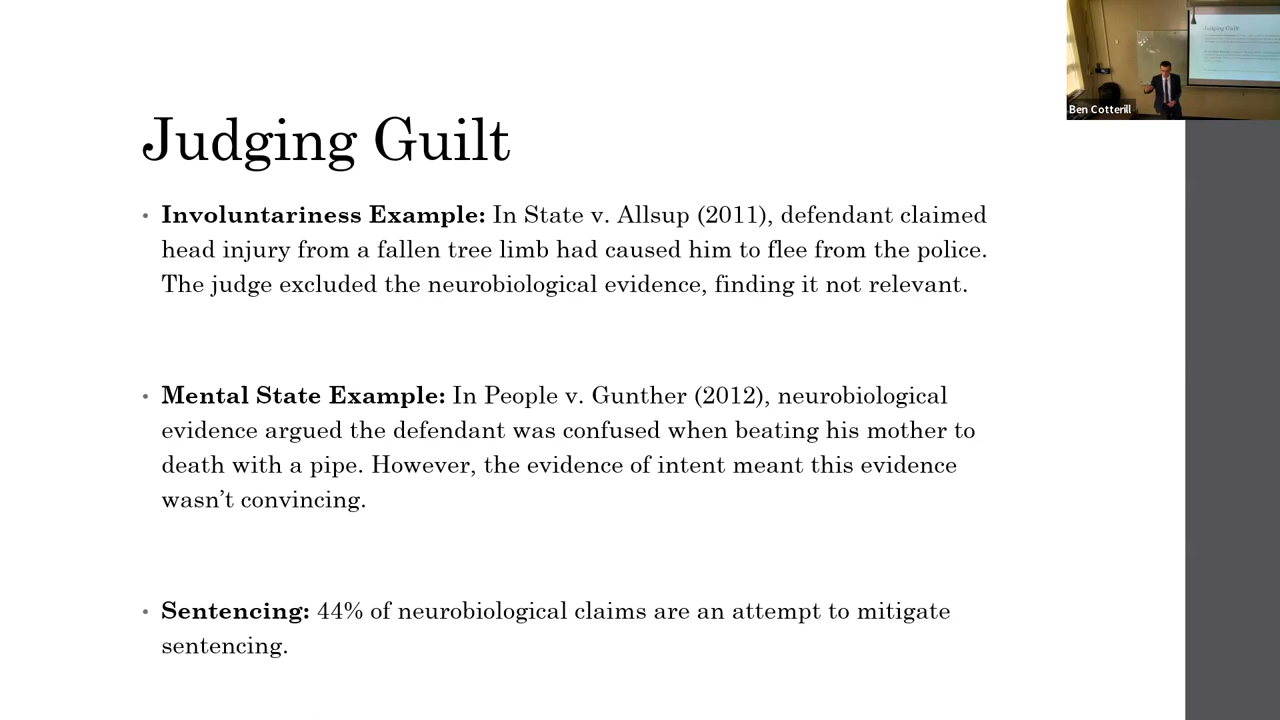 Judging Guilt
• Involuntariness Example: In State v. Allsup (2011), defendant claimed
head injury from a fallen tree limb had caused him to flee from the police.
The judge excluded the neurobiological evidence, finding it not relevant.
• Mental State Example: In People v. Gunther (2012), neurobiological
evidence argued the defendant was confused when beating his mother to
death with a pipe. However, the evidence of intent meant this evidence
wasn’t convincing.
• Sentencing: 44% of neurobiological claims are an attempt to mitigate
sentencing.
Judging Guilt
Ben Cotterill